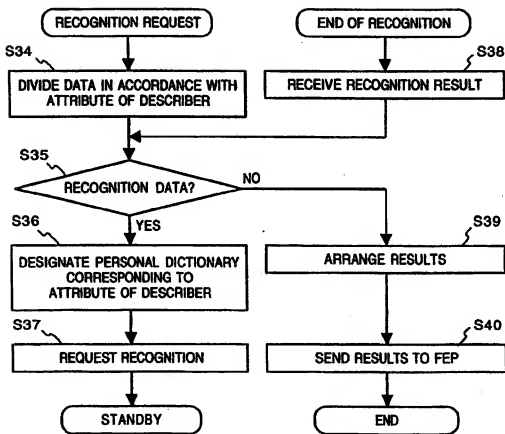 RECOGNITION REQUEST
END OF RECOGNITION
S34
S38
DIVIDE DATA IN ACCORDANCE WITH
ATTRIBUTE OF DESCRIBER
RECEIVE RECOGNITION RESULT
S35
RECOGNITION DATA?
NO
YES
S36
S39
DESIGNATE PERSONAL DICTIONARY
CORRESPONDING TO
ATTRIBUTE OF DESCRIBER
ARRANGE RESULTS
S37
S40
REQUEST RECOGNITION
SEND RESULTS TO FEP
STANDBY
END